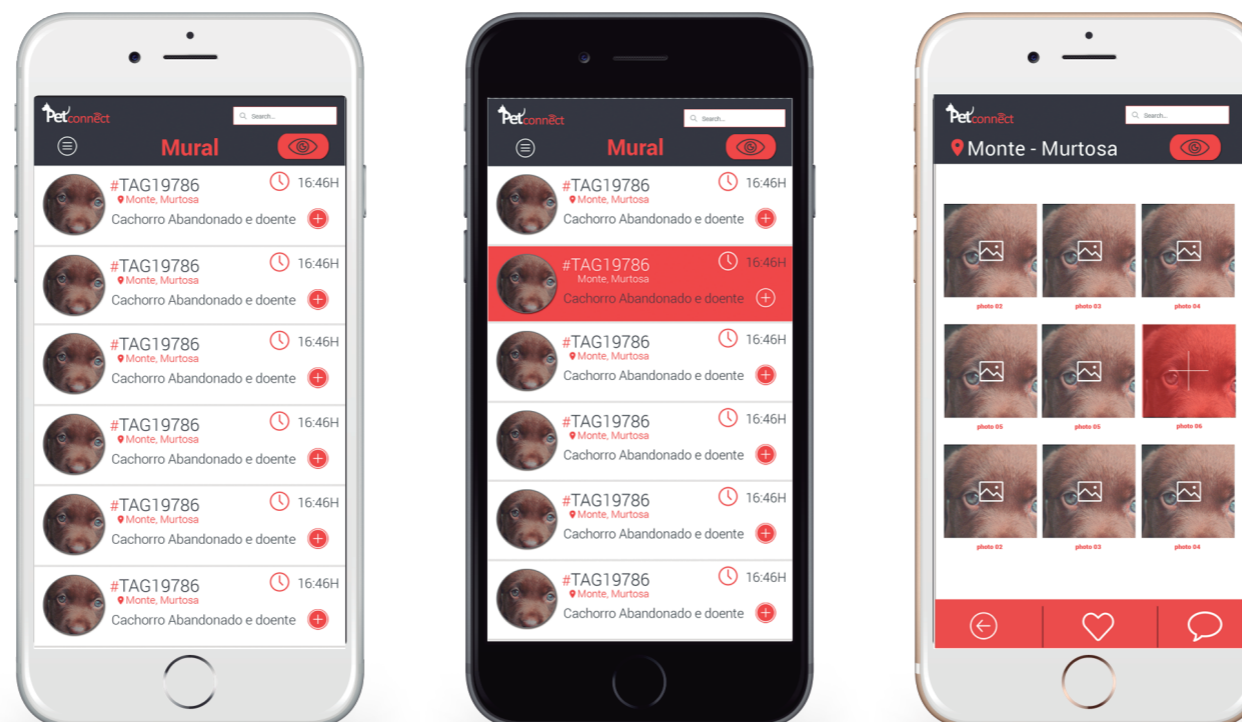 Petconnect
Search...
Mural
#TAG19786
16:46H
Monte, Murtosa
Cachorro Abandonado e doente
#TAG19786
16:46H
Monte, Murtosa
Cachorro Abandonado e doente
#TAG19786
16:46H
Monte, Murtosa
Cachorro Abandonado e doente
#TAG19786
16:46H
Monte, Murtosa
Cachorro Abandonado e doente
#TAG19786
16:46H
Monte, Murtosa
Cachorro Abandonado e doente
#TAG19786
16:46H
Monte, Murtosa
Cachorro Abandonado e doente
Petconnect
Search...
Mural
#TAG19786
16:46H
Monte, Murtosa
Cachorro Abandonado e doente
#TAG19786
16:46H
Monte, Murtosa
Cachorro Abandonado e doente
#TAG19786
16:46H
Monte, Murtosa
Cachorro Abandonado e doente
#TAG19786
16:46H
Monte, Murtosa
Cachorro Abandonado e doente
#TAG19786
16:46H
Monte, Murtosa
Cachorro Abandonado e doente
#TAG19786
16:46H
Monte, Murtosa
Cachorro Abandonado e doente
Petconnect
Search...
Monte - Murtosa
photo 02 photo 03 photo 04
photo 05 photo 05 photo 06
photo 02 photo 03 photo 04